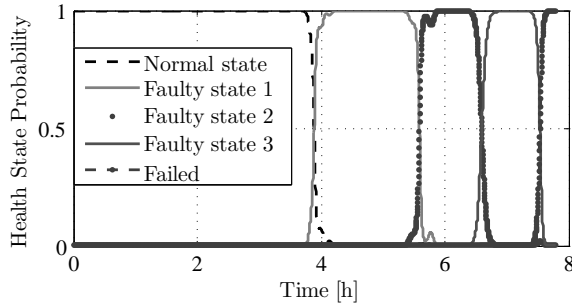 Health State Probability
1
0.5
0
Normal state
Faulty state 1
Faulty state 2
Faulty state 3
Failed
0 2 4 6 8
Time [h]